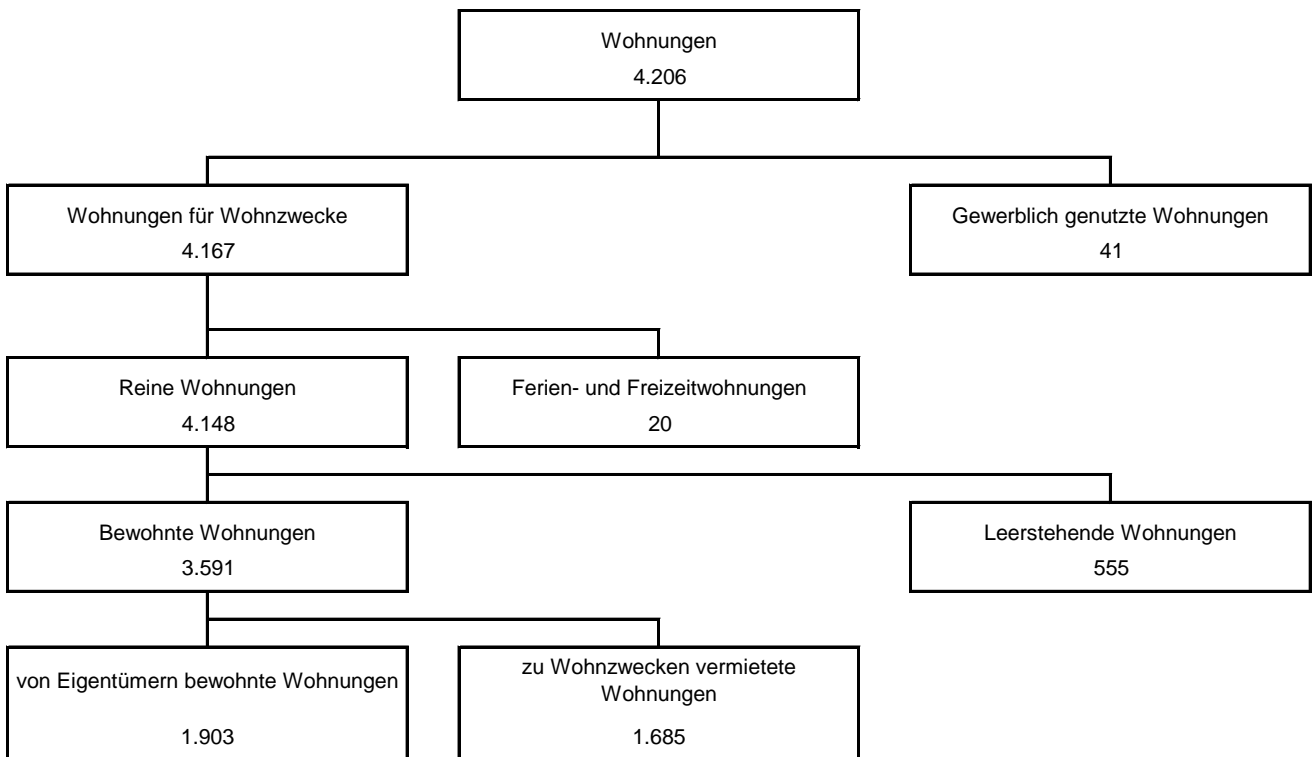 Wohnungen
4.206
Wohnungen für Wohnzwecke
4.167
Gewerblich genutzte Wohnungen
41
Reine Wohnungen
4.148
Ferien- und Freizeitwohnungen
20
Bewohnte Wohnungen
3.591
Leerstehende Wohnungen
555
von Eigentümern bewohnte Wohnungen
1.903
zu Wohnzwecken vermietete
Wohnungen
1.685